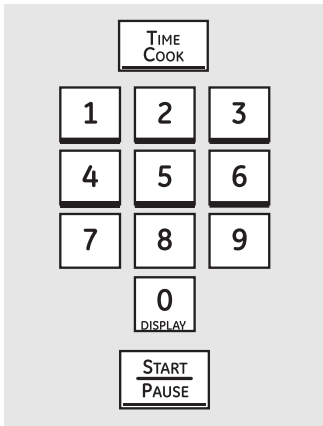 TIME
COOK
1 2 3
4 5 6
7 8 9
0
DISPLAY
START
PAUSE